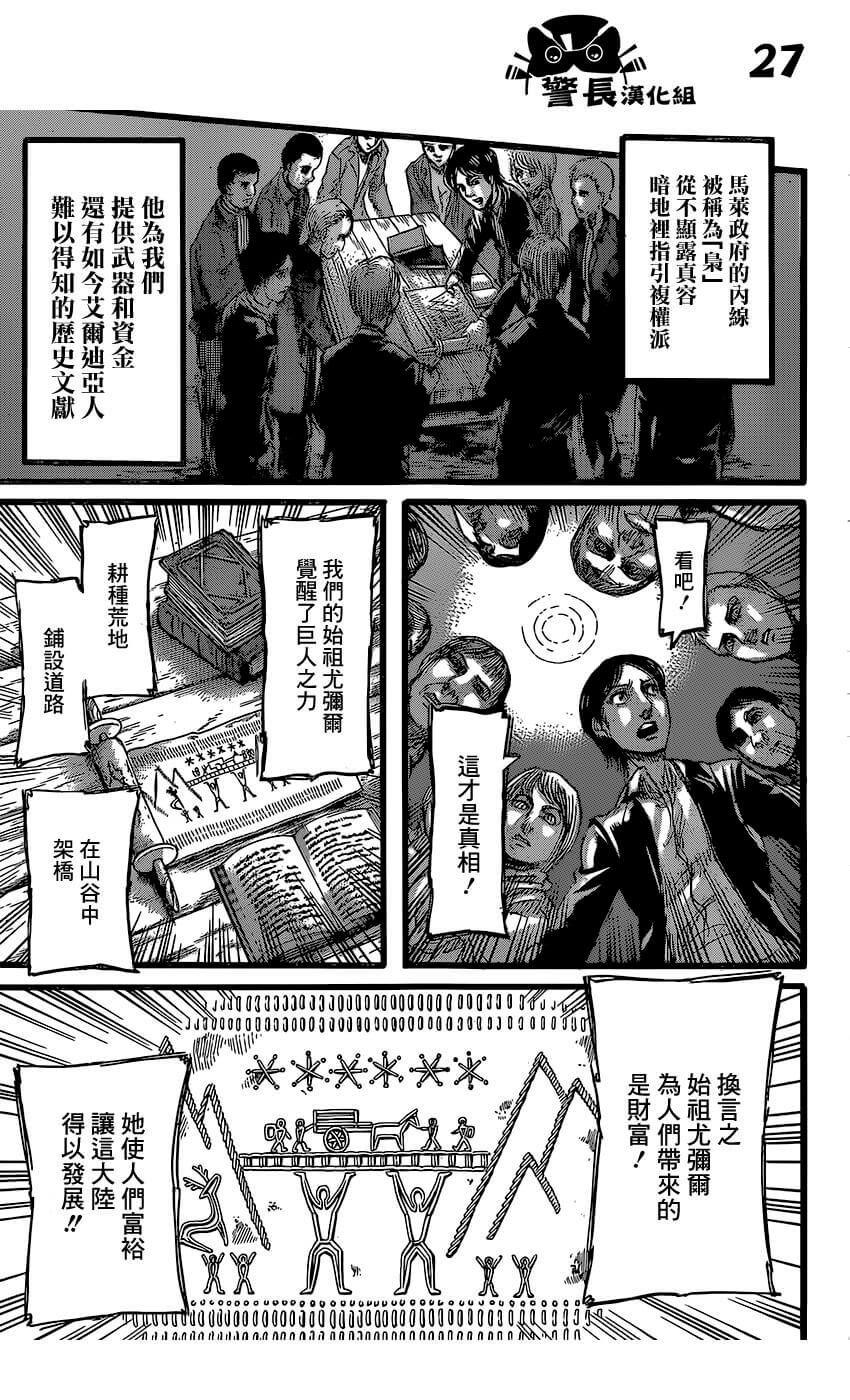 警長漢化組
27
馬萊政府的內線
被稱為「梟」
從不顯露真容
暗地裡指引複權派
他為我們
提供武器和資金
還有如今艾爾迪亞人
難以得知的歷史文獻
看吧！
這才是真相！
我們的始祖尤彌爾
覺醒了巨人之力
耕種荒地
鋪設道路
在山谷中
架橋
換言之
始祖尤彌爾
為人們帶來的
是財富！
她使人們富裕
讓這大陸
得以發展！！